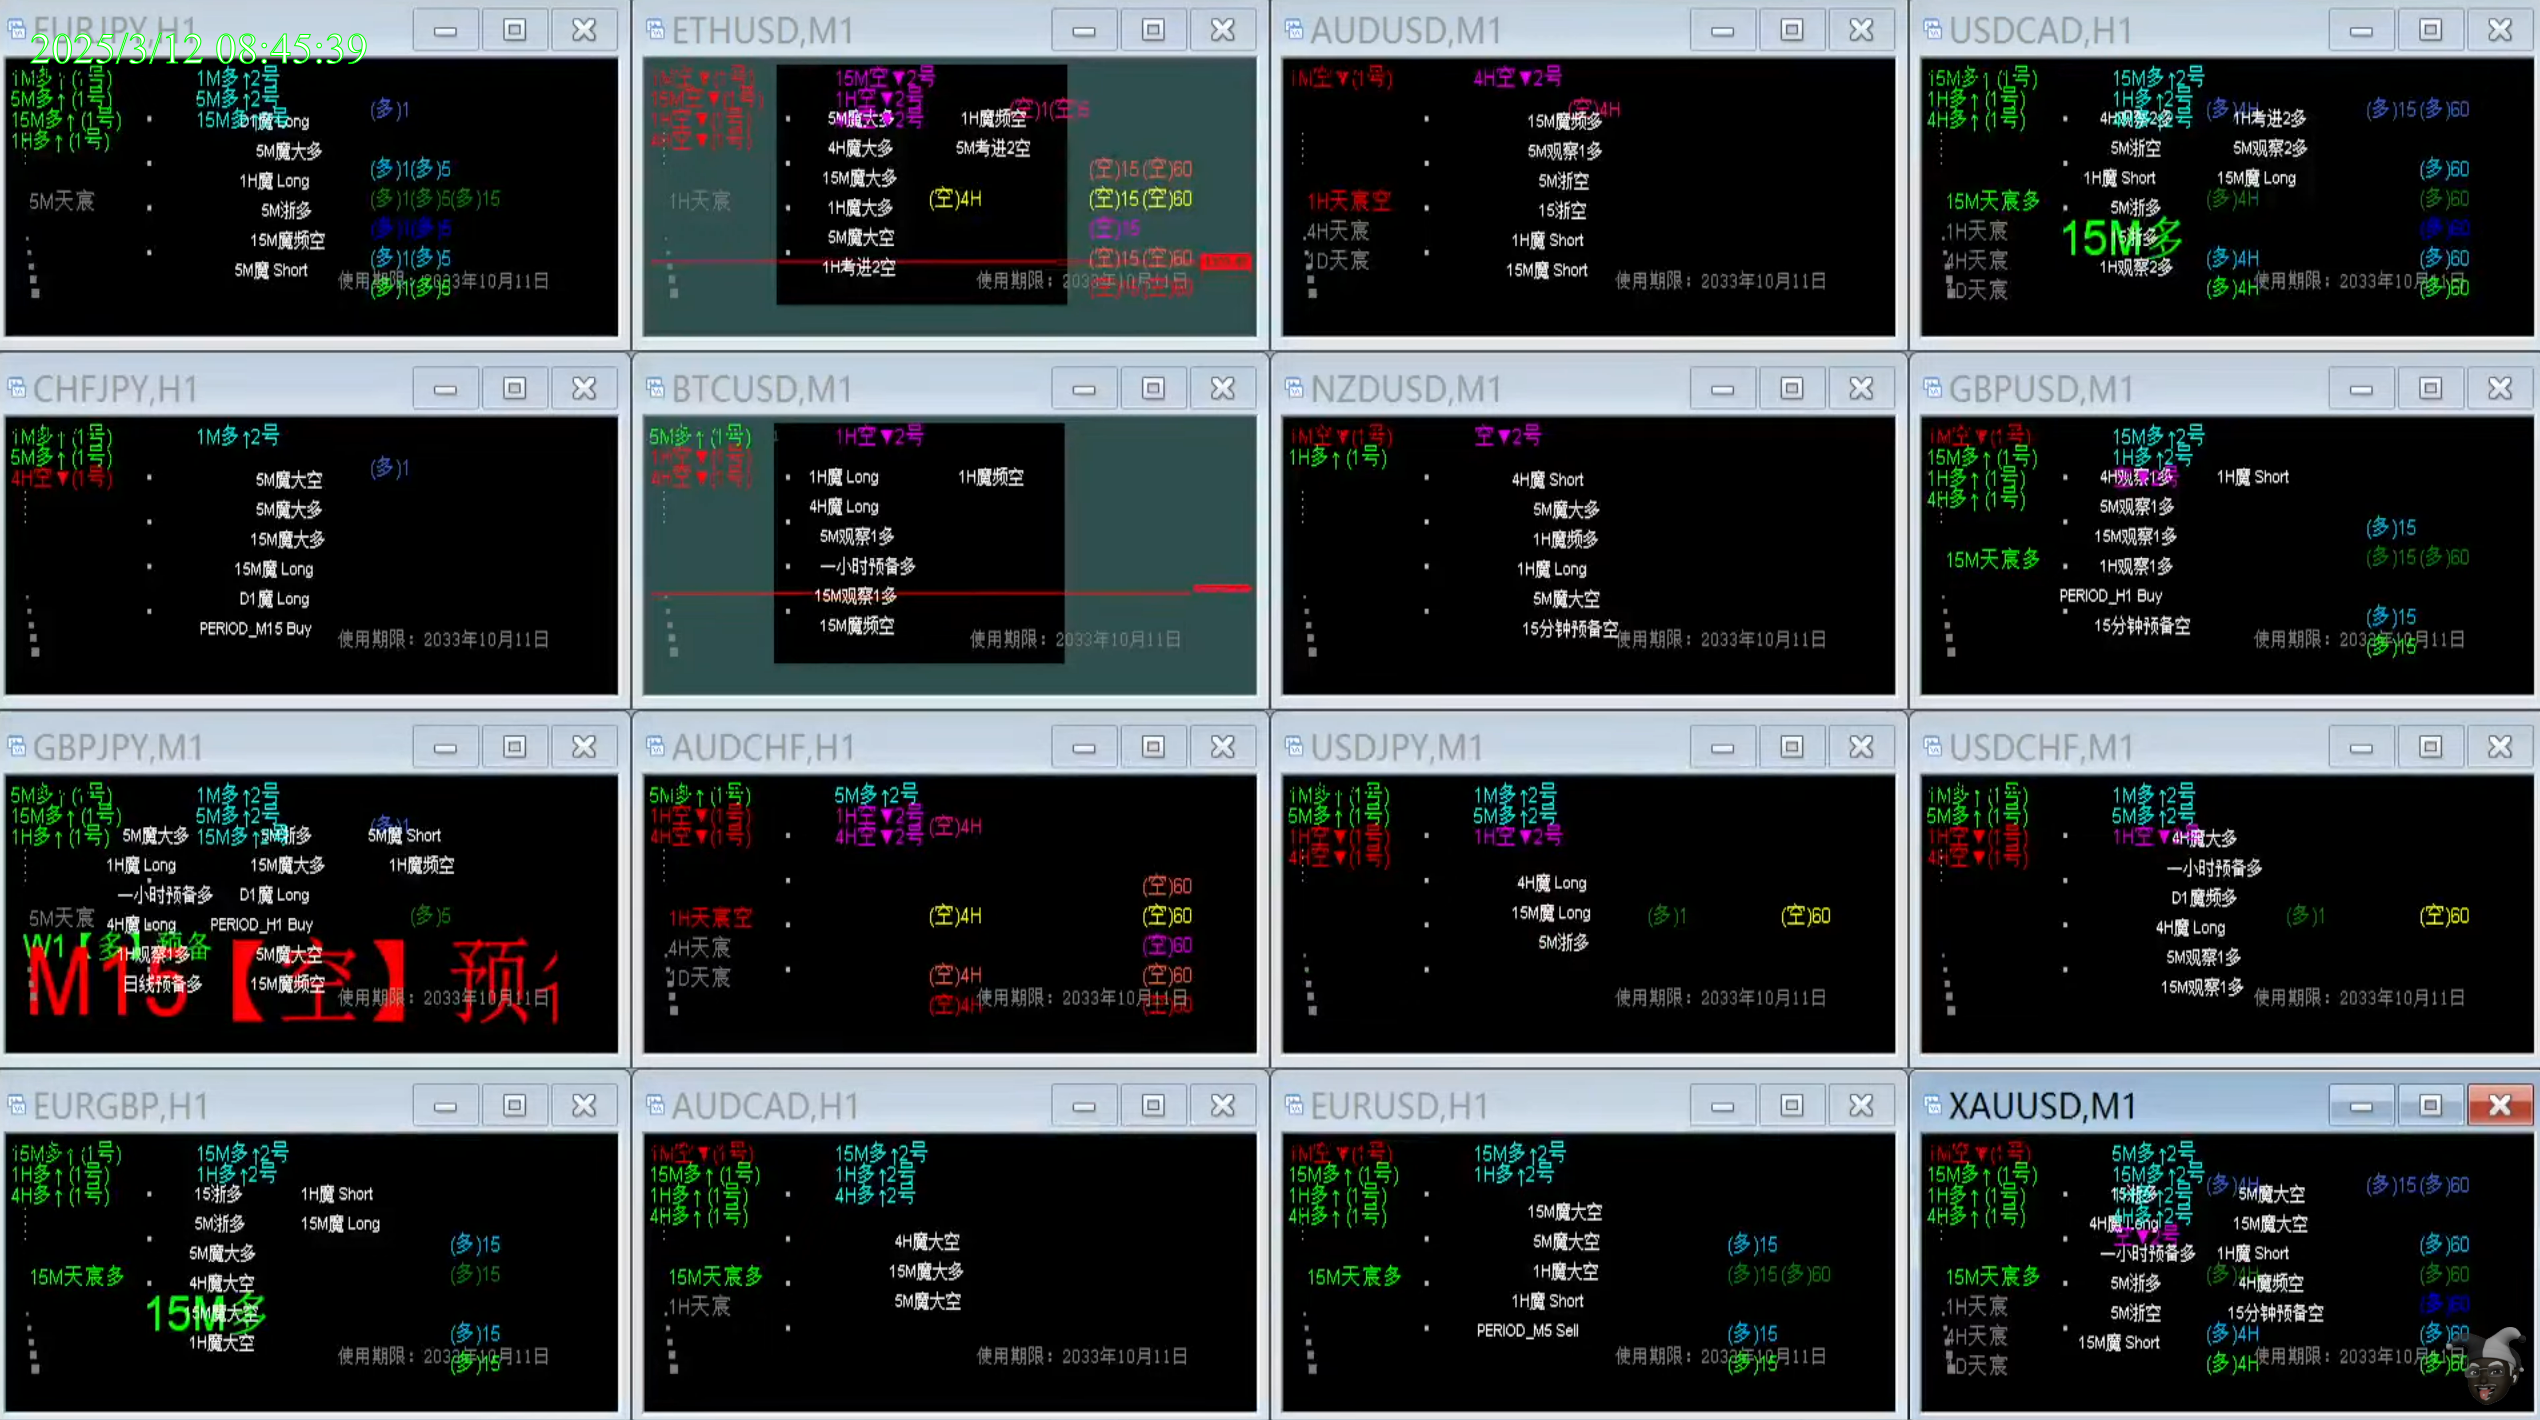 EURJPY,H1
2025/3/12 08:45:39
1M多↑(1号) 1M多↑2号
5M多↑(1号) 5M多↑2号 (多)1
15M多↑(1号) 15M多↑2号 D1魔 Long
1H多↑(1号)
5M魔大多
(多)1(多)5
1H魔 Long
5M天宸 (多)1(多)5(多)15
5M浙多
(多)1(多)5
15M魔频空
(多)1(多)5
5M魔 Short
使用期限：2033年10月11日
(多)1(多)5
ETHUSD,M1
1M空▼(1号) 15M空▼2号
15M空▼(1号) 1H空▼2号
1H空▼(1号) 5M魔大多 1H魔频空 (空)1(空)5
4H空▼(1号)
4H魔大多 5M考进2空
15M魔大多 (空)15(空)60
1H天宸 1H魔大多 (空)4H (空)15(空)60
5M魔大空 (空)15
1H考进2空 (空)15(空)60
使用期限：2033年10月11日
AUDUSD,M1
1M空▼(1号) 4H空▼2号
(空)4H
15M魔频多
5M观察1多
5M浙空
1H天宸空
15浙空
4H天宸
1H魔 Short
1D天宸
15M魔 Short
使用期限：2033年10月11日
USDCAD,H1
15M多↑(1号) 15M多↑2号
1H多↑(1号) 1H多↑2号 (多)4H (多)15(多)60
4H多↑(1号) 4H观察2多 1H考进2多
5M浙空 5M观察2多
(多)60
1H魔 Short 15M魔 Long
15M天宸多 5M浙多 (多)4H (多)60
1H天宸 15M多 5浙多 (多)60
4H天宸 1H观察2多 (多)4H (多)60
1D天宸 (多)4H 使用期限：2033年10月11日 (多)60
CHFJPY,H1
1M多↑(1号) 1M多↑2号
5M多↑(1号)
4H空▼(1号) (多)1
5M魔大空
5M魔大多
15M魔大多
15M魔 Long
D1魔 Long
PERIOD_M15 Buy
使用期限：2033年10月11日
BTCUSD,M1
5M多↑(1号) 1H空▼2号
1H空▼(1号)
4H空▼(1号) 1H魔 Long 1H魔频空
4H魔 Long
5M观察1多
一小时预备多
15M观察1多
15M魔频空
使用期限：2033年10月11日
NZDUSD,M1
1M空▼(1号) 空▼2号
1H多↑(1号)
4H魔 Short
5M魔大多
1H魔频多
1H魔 Long
5M魔大空
15分钟预备空
使用期限：2033年10月11日
GBPUSD,M1
1M空▼(1号) 15M多↑2号
15M多↑(1号) 1H多↑2号
1H多↑(1号) 4H观察1多 1H魔 Short
4H多↑(1号) 5M观察1多
(多)15
15M观察1多
15M天宸多 1H观察1多 (多)15(多)60
PERIOD_H1 Buy
15分钟预备空 (多)15
使用期限：2033年10月11日
(多)15
GBPJPY,M1
5M多↑(1号) 1M多↑2号
15M多↑(1号) 5M多↑2号 (多)1
1H多↑(1号) 5M魔大多 15M多↑2号 5M浙多 5M魔 Short
1H魔 Long 15M魔大多 1H魔频空
一小时预备多 D1魔 Long
5M天宸 4H魔 Long PERIOD_H1 Buy (多)5
W1【多】预备
1H观察1多 5M魔大空
M15【空】预
日线预备多 15M魔频空
使用期限：2033年10月11日
AUDCHF,H1
5M多↑(1号) 5M多↑2号
1H空▼(1号) 1H空▼2号
4H空▼(1号) 4H空▼2号 (空)4H
(空)60
1H天宸空 (空)4H (空)60
4H天宸 (空)60
1D天宸 (空)4H (空)60
(空)4H 使用期限：2033年10月11日 (空)60
USDJPY,M1
1M多↑(1号) 1M多↑2号
5M多↑(1号) 5M多↑2号
1H空▼(1号) 1H空▼2号
4H空▼(1号)
4H魔 Long
15M魔 Long (多)1 (空)60
5M浙多
使用期限：2033年10月11日
USDCHF,M1
1M多↑(1号) 1M多↑2号
5M多↑(1号) 5M多↑2号
1H空▼(1号) 1H空▼2号 4H魔大多
4H空▼(1号)
一小时预备多
D1魔频多
(多)1 (空)60
4H魔 Long
5M观察1多
15M观察1多
使用期限：2033年10月11日
EURGBP,H1
15M多↑(1号) 15M多↑2号
1H多↑(1号) 1H多↑2号
4H多↑(1号) 15浙多 1H魔 Short
5M浙多 15M魔 Long
5M魔大多 (多)15
15M天宸多 4H魔大空 (多)15
15M多 15M魔大空
1H魔大空 (多)15
使用期限：2033年10月11日
(多)15
AUDCAD,H1
1M空▼(1号) 15M多↑2号
15M多↑(1号) 1H多↑2号
1H多↑(1号) 4H多↑2号
4H多↑(1号)
4H魔大空
15M天宸多 15M魔大多
1H天宸 5M魔大空
使用期限：2033年10月11日
EURUSD,H1
1M空▼(1号) 15M多↑2号
15M多↑(1号) 1H多↑2号
1H多↑(1号)
4H多↑(1号) 15M魔大空
5M魔大空 (多)15
15M天宸多 1H魔大空 (多)15(多)60
1H魔 Short
PERIOD_M5 Sell (多)15
使用期限：2033年10月11日
(多)15
XAUUSD,M1
1M空▼(1号) 5M多↑2号
15M多↑(1号) 15M多↑2号 (多)4H (多)15(多)60
1H多↑(1号) 15浙多 5M魔大空
4H多↑(1号) 4H多↑2号
4H魔 Long 15M魔大空
空▼2号 (多)60
一小时预备多 1H魔 Short
15M天宸多 5M浙多 (多)4H 4H魔频空 (多)60
1H天宸 5M浙空 15分钟预备空 (多)60
4H天宸 15M魔 Short (多)4H (多)60
1D天宸 (多)4H 使用期限：2033年10月11日 (多)60